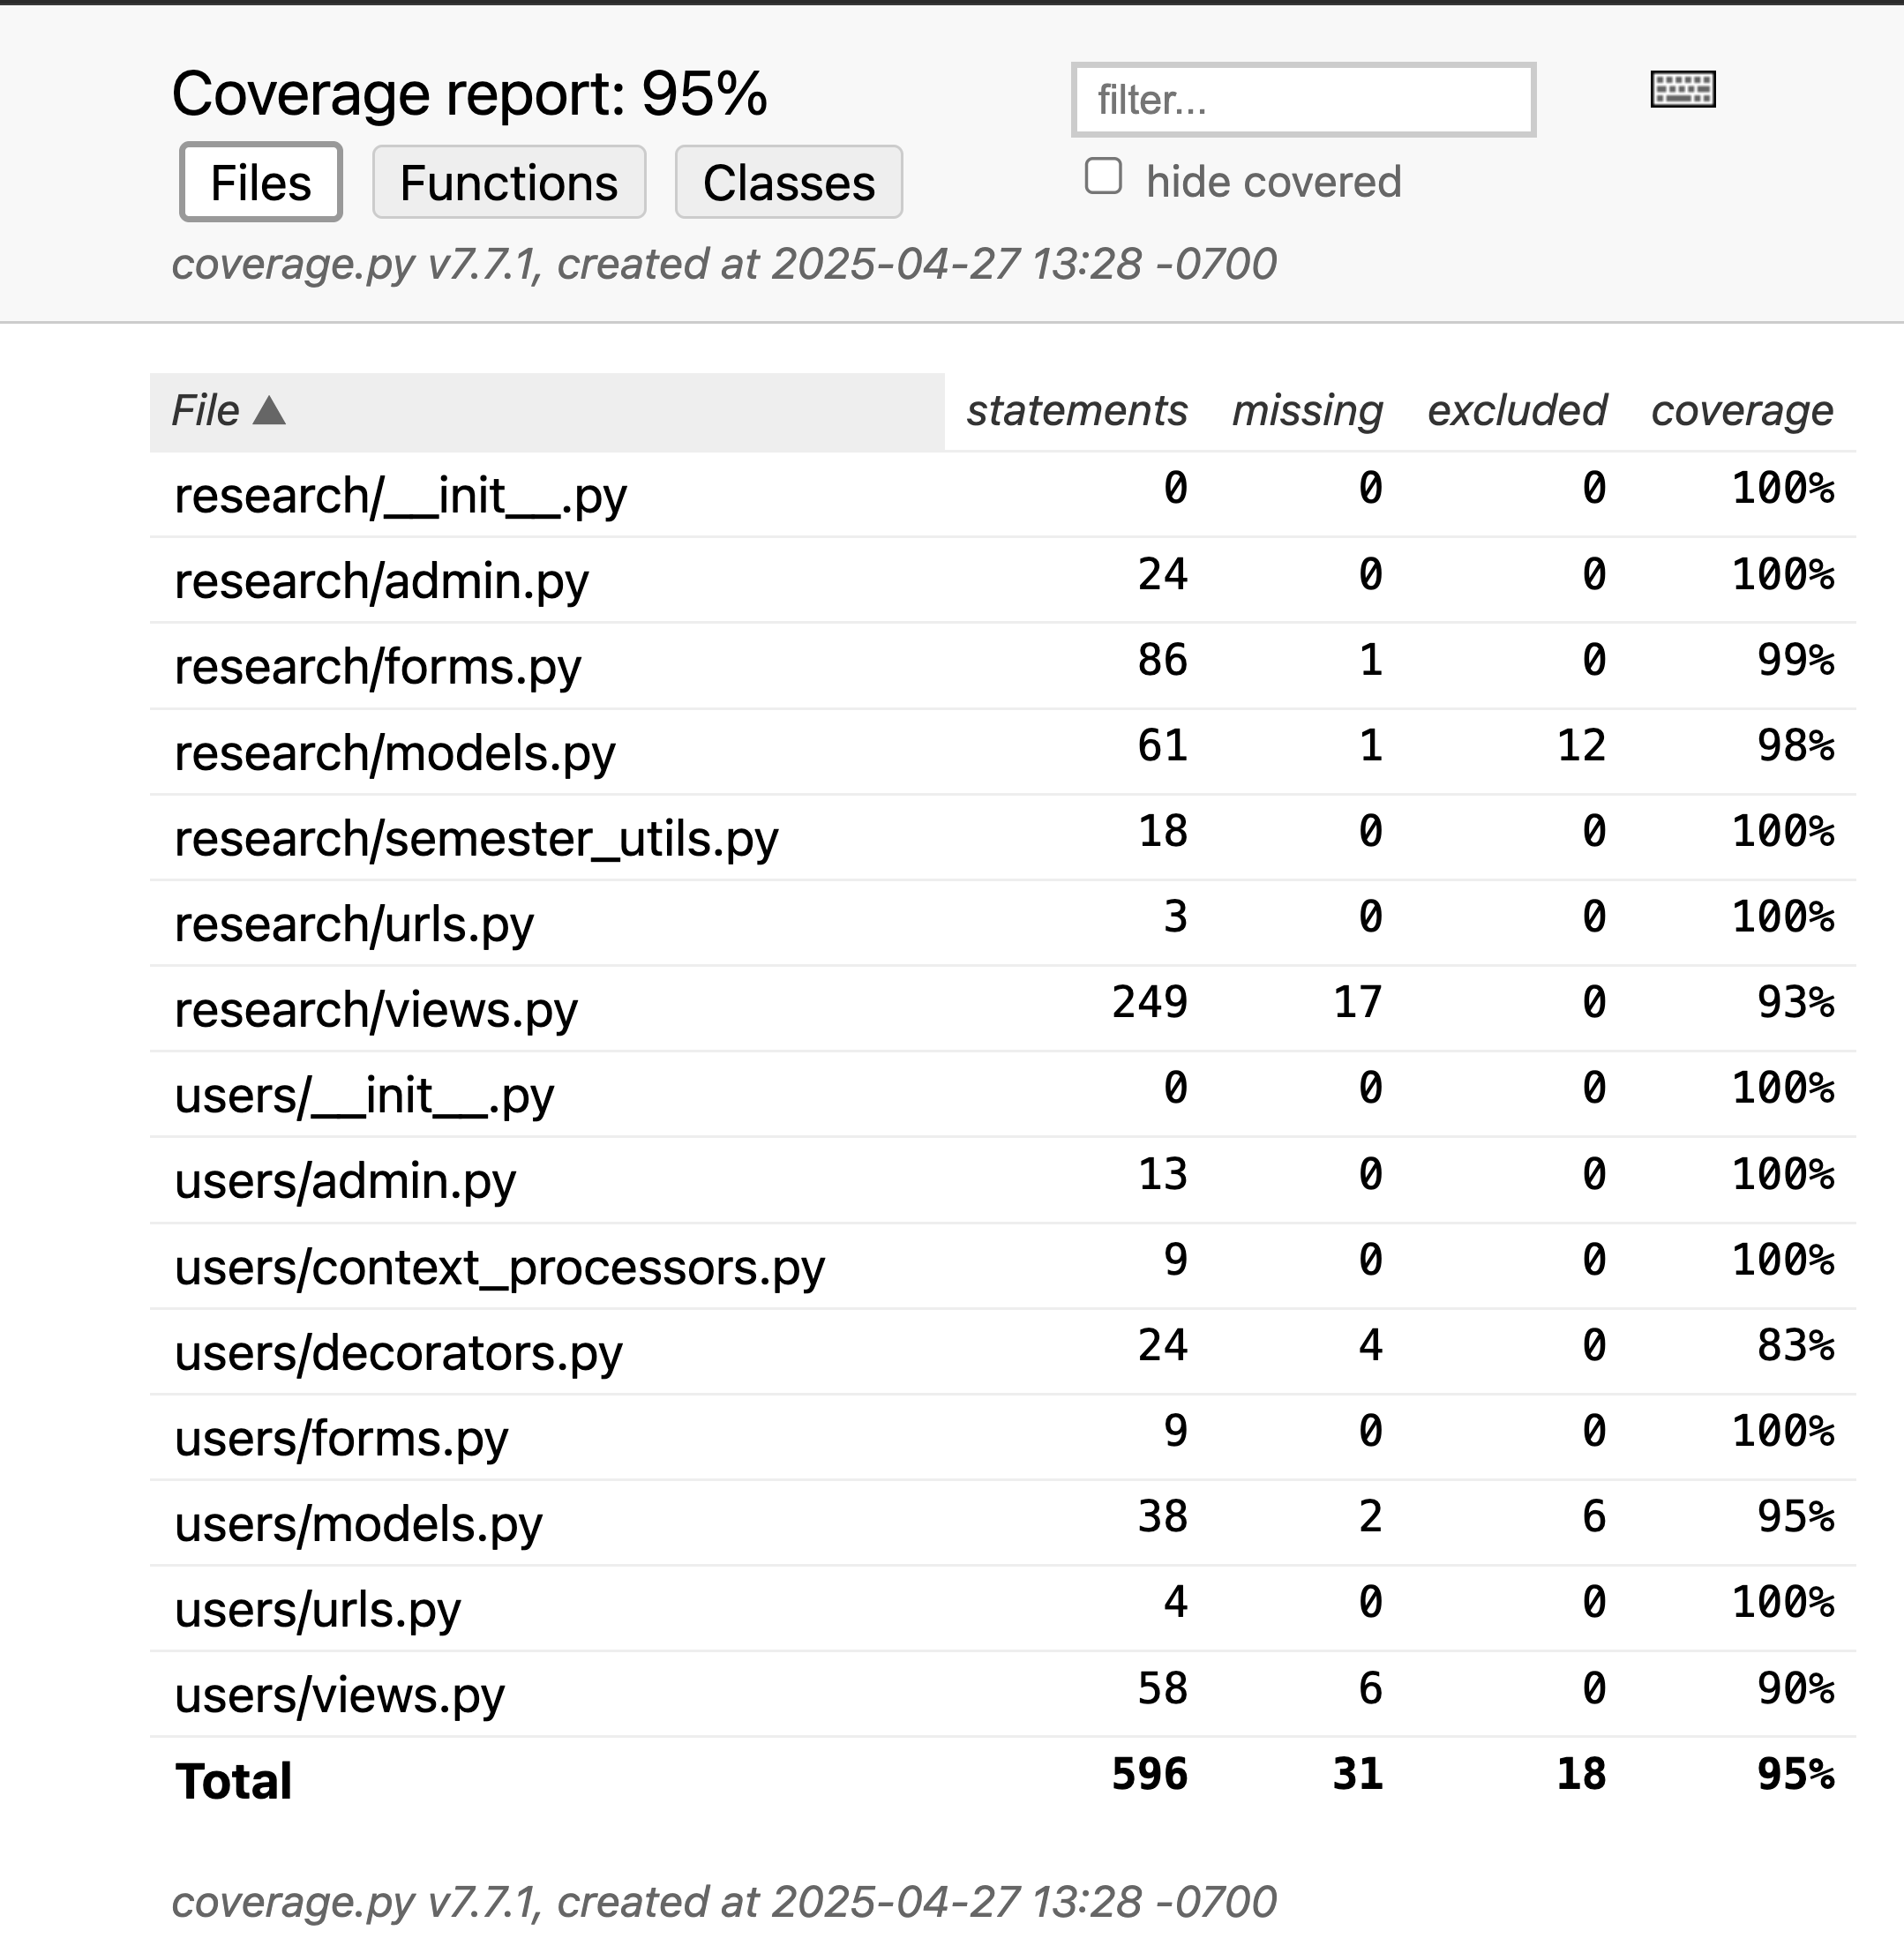 Coverage report: 95%
filter...
Files Functions Classes
hide covered
coverage.py v7.7.1, created at 2025-04-27 13:28 -0700
File ▲ statements missing excluded coverage
research/__init__.py 0 0 0 100%
research/admin.py 24 0 0 100%
research/forms.py 86 1 0 99%
research/models.py 61 1 12 98%
research/semester_utils.py 18 0 0 100%
research/urls.py 3 0 0 100%
research/views.py 249 17 0 93%
users/__init__.py 0 0 0 100%
users/admin.py 13 0 0 100%
users/context_processors.py 9 0 0 100%
users/decorators.py 24 4 0 83%
users/forms.py 9 0 0 100%
users/models.py 38 2 6 95%
users/urls.py 4 0 0 100%
users/views.py 58 6 0 90%
Total 596 31 18 95%
coverage.py v7.7.1, created at 2025-04-27 13:28 -0700